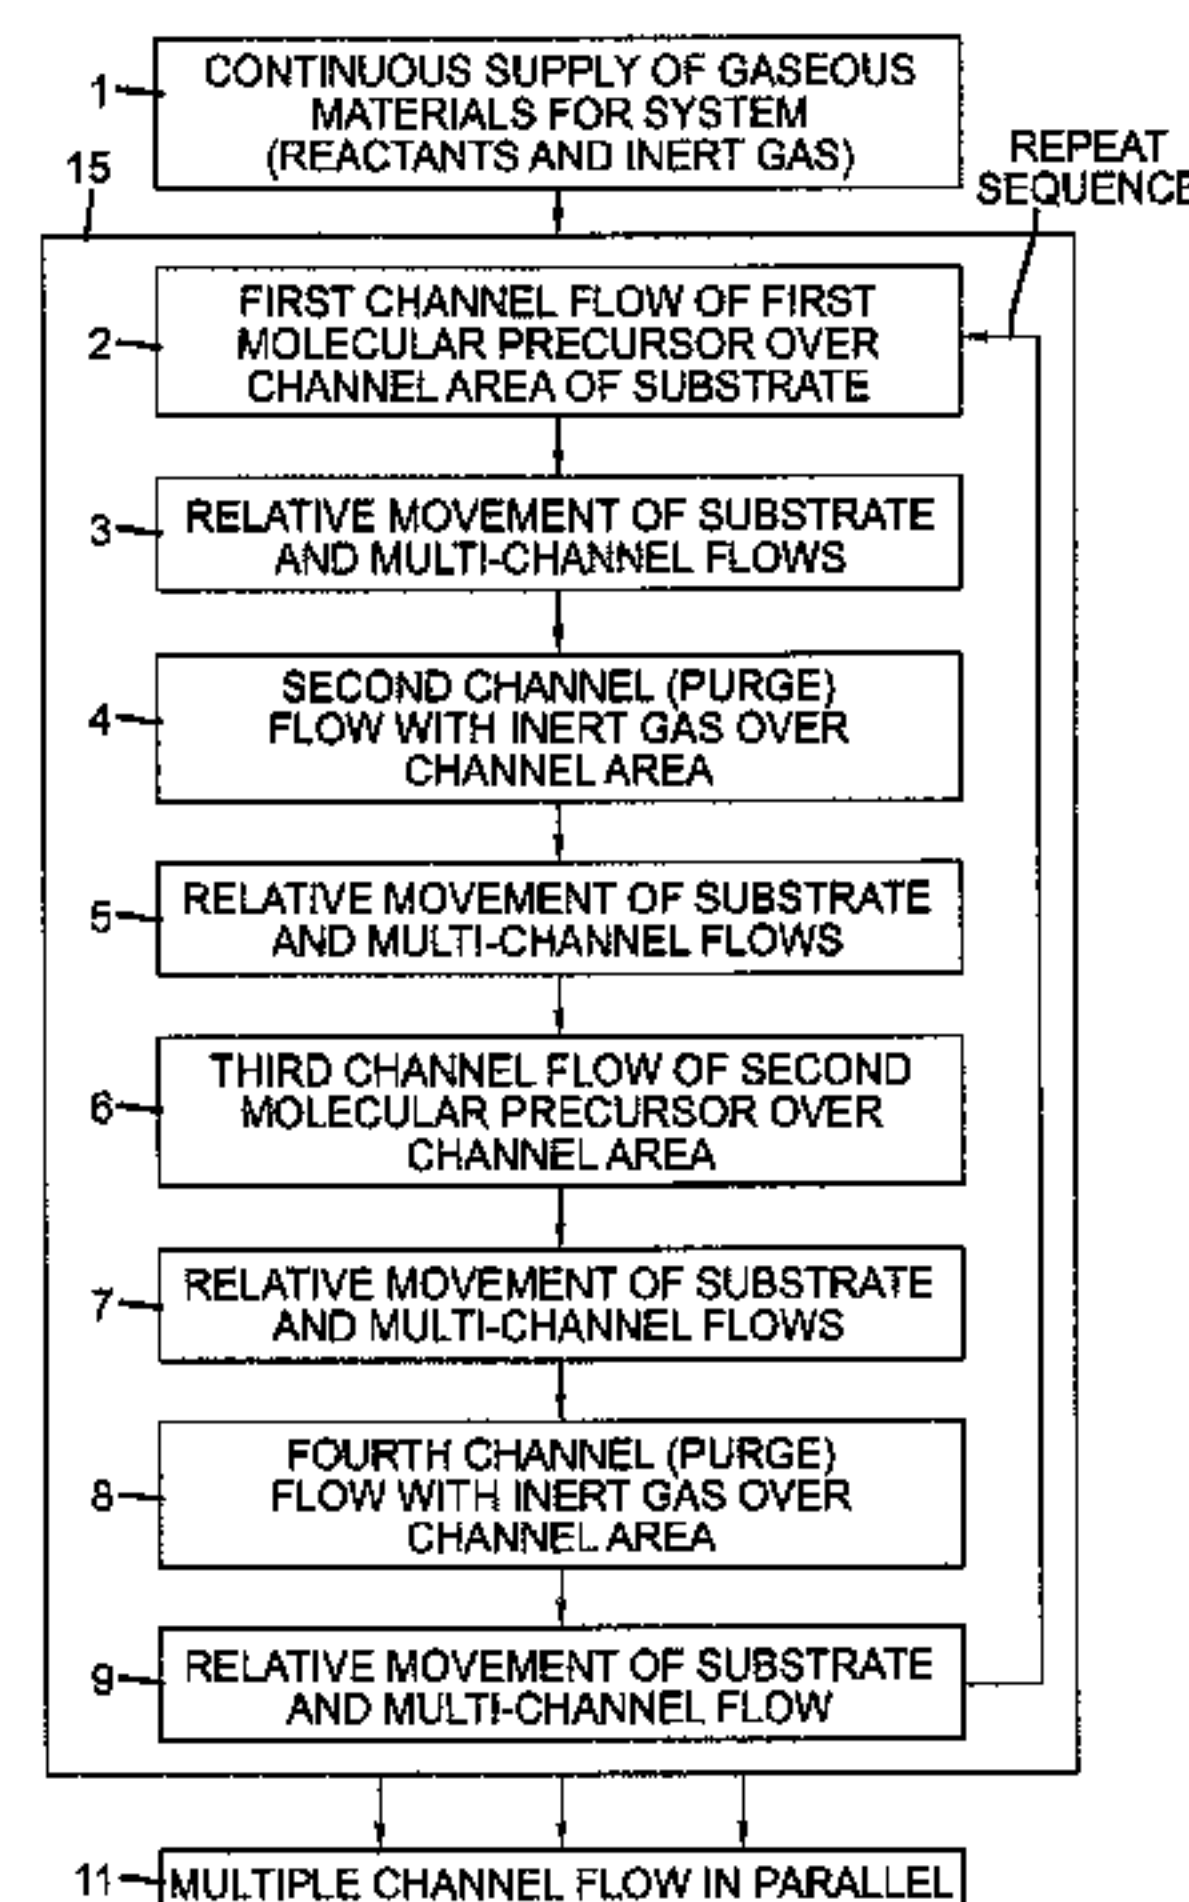 CONTINUOUS SUPPLY OF GASEOUS
MATERIALS FOR SYSTEM
(REACTANTS AND INERT GAS)
1
15
REPEAT
SEQUENCE
FIRST CHANNEL FLOW OF FIRST
MOLECULAR PRECURSOR OVER
CHANNEL AREA OF SUBSTRATE
2
RELATIVE MOVEMENT OF SUBSTRATE
AND MULTI-CHANNEL FLOWS
3
SECOND CHANNEL (PURGE)
FLOW WITH INERT GAS OVER
CHANNEL AREA
4
RELATIVE MOVEMENT OF SUBSTRATE
AND MULTI-CHANNEL FLOWS
5
THIRD CHANNEL FLOW OF SECOND
MOLECULAR PRECURSOR OVER
CHANNEL AREA
6
RELATIVE MOVEMENT OF SUBSTRATE
AND MULTI-CHANNEL FLOWS
7
FOURTH CHANNEL (PURGE)
FLOW WITH INERT GAS OVER
CHANNEL AREA
8
RELATIVE MOVEMENT OF SUBSTRATE
AND MULTI-CHANNEL FLOW
9
11
MULTIPLE CHANNEL FLOW IN PARALLEL